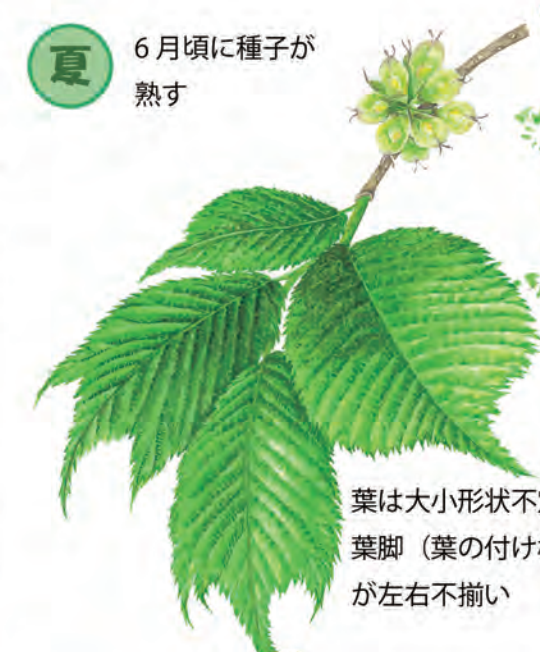 夏
6月頃に種子が
熟す
葉は大小形状不
葉脚（葉の付け
が左右不揃い